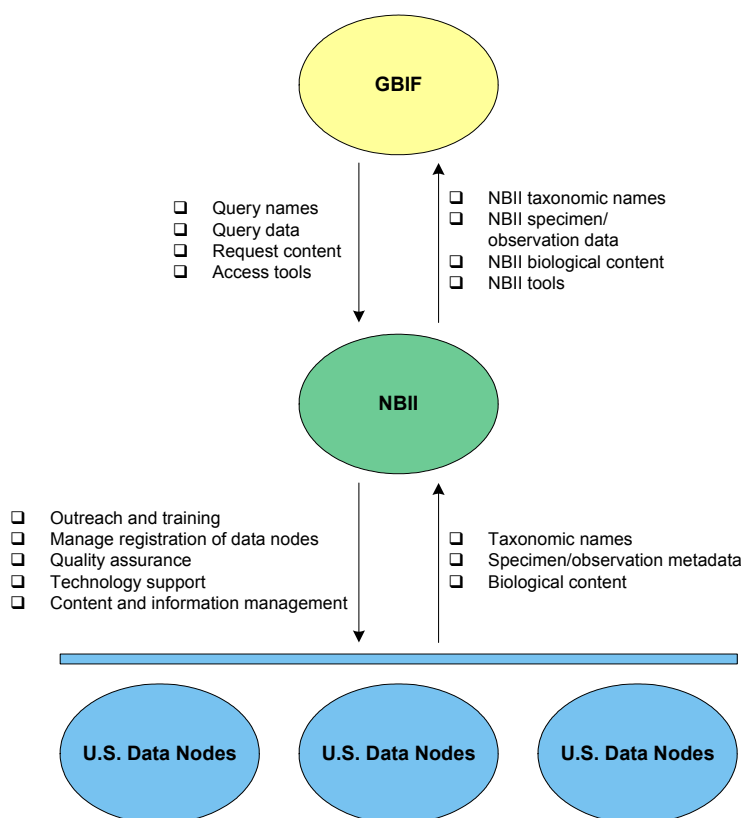 GBIF
❑ Query names
❑ Query data
❑ Request content
❑ Access tools
❑ NBII taxonomic names
❑ NBII specimen/
observation data
❑ NBII biological content
❑ NBII tools
NBII
❑ Outreach and training
❑ Manage registration of data nodes
❑ Quality assurance
❑ Technology support
❑ Content and information management
❑ Taxonomic names
❑ Specimen/observation metadata
❑ Biological content
U.S. Data Nodes
U.S. Data Nodes
U.S. Data Nodes